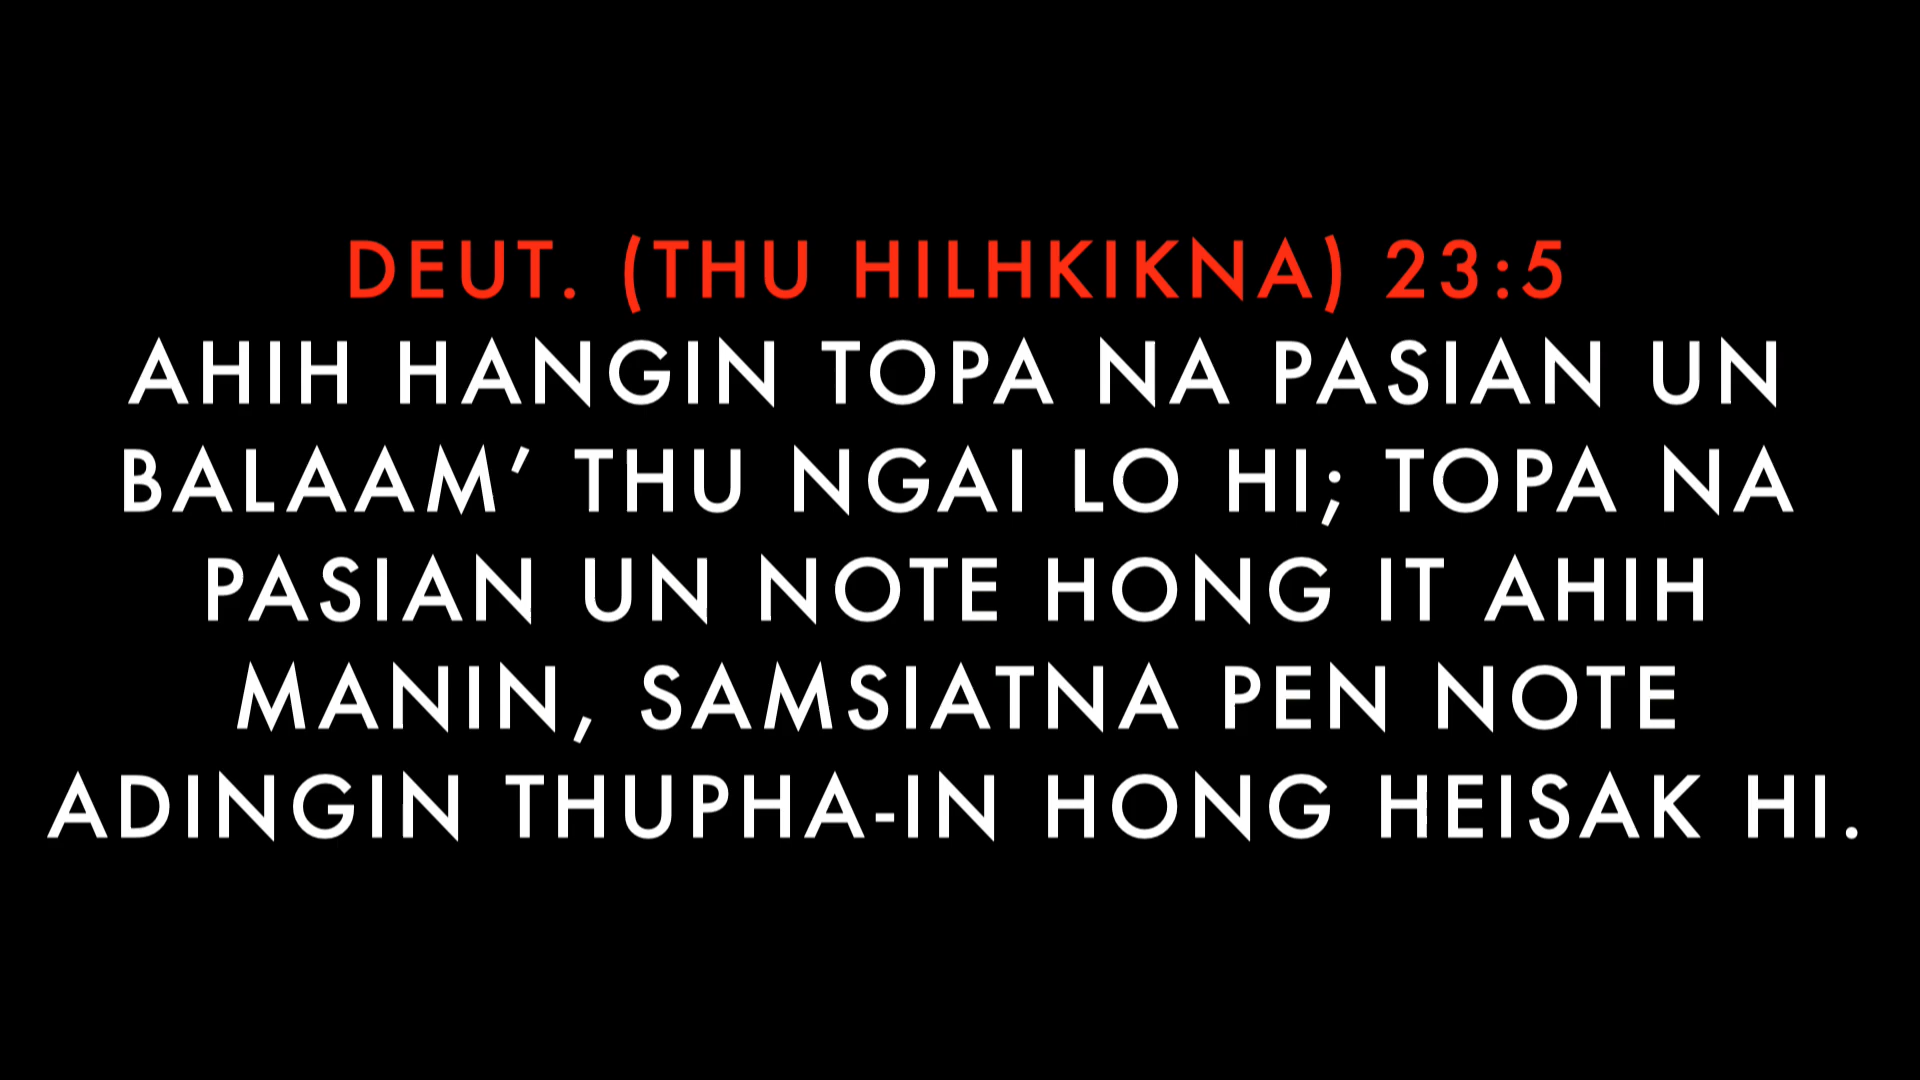 DEUT. (THU HILHKIKNA) 23:5
AHIH HANGIN TOPA NA PASIAN UN
BALAAM’ THU NGAI LO HI; TOPA NA
PASIAN UN NOTE HONG IT AHIH
MANIN, SAMSIATNA PEN NOTE
ADINGIN THUPHA-IN HONG HEISAK HI.